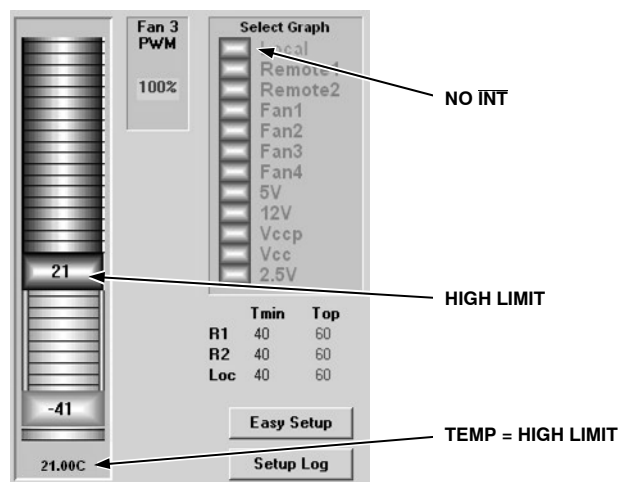 Fan 3
PWM
100%
Select Graph
Local
Remote1
Remote2
Fan1
Fan2
Fan3
Fan4
5V
12V
Vccp
Vcc
2.5V
NO I̅N̅T̅
21
HIGH LIMIT
Tmin Top
R1 40 60
R2 40 60
Loc 40 60
-41
Easy Setup
TEMP = HIGH LIMIT
21.00C
Setup Log